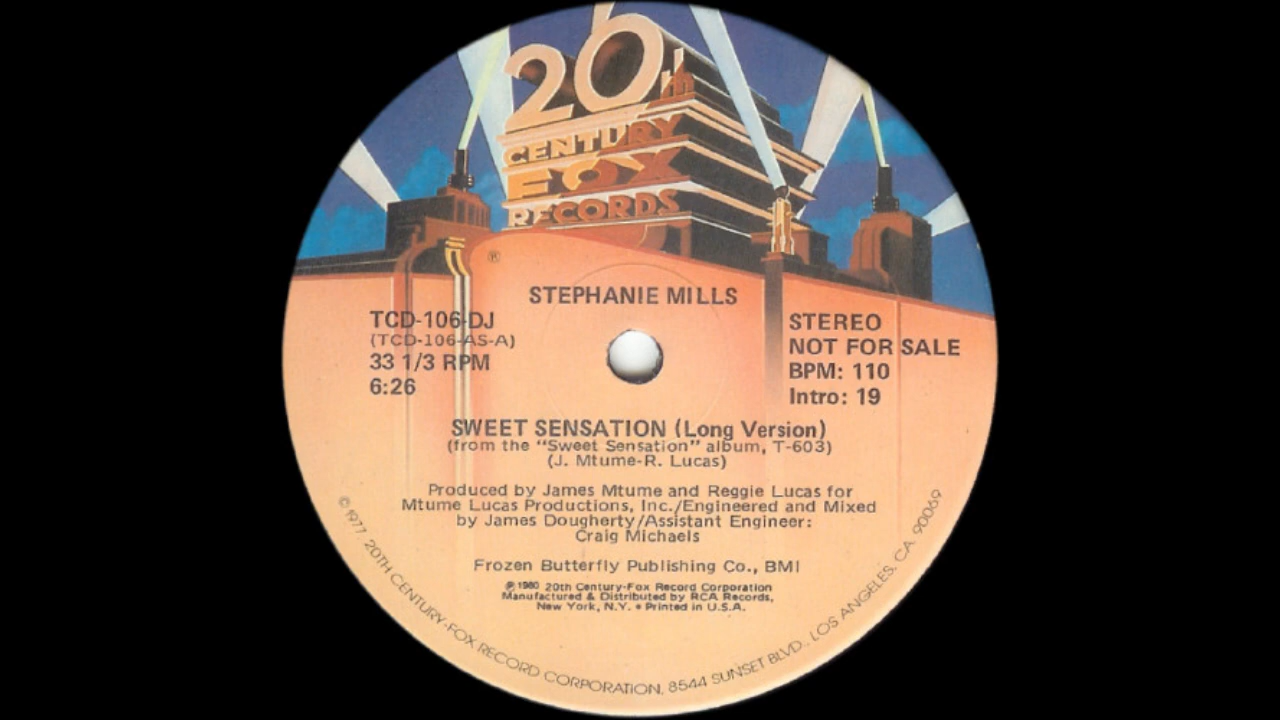 20th
CENTURY
FOX
RECORDS
®
STEPHANIE MILLS
TCD-106-DJ
(TCD-106-AS-A)
33 1/3 RPM
6:26
STEREO
NOT FOR SALE
BPM: 110
Intro: 19
SWEET SENSATION (Long Version)
(from the "Sweet Sensation" album, T-603)
(J. Mtume-R. Lucas)
Produced by James Mtume and Reggie Lucas for
Mtume Lucas Productions, Inc./Engineered and Mixed
by James Dougherty/Assistant Engineer:
Craig Michaels
Frozen Butterfly Publishing Co., BMI
℗ 1980 20th Century-Fox Record Corporation
Manufactured & Distributed by RCA Records,
New York, N.Y. • Printed in U.S.A.
© 1977, 20TH CENTURY-FOX RECORD CORPORATION, 8544 SUNSET BLVD., LOS ANGELES, CA. 90069